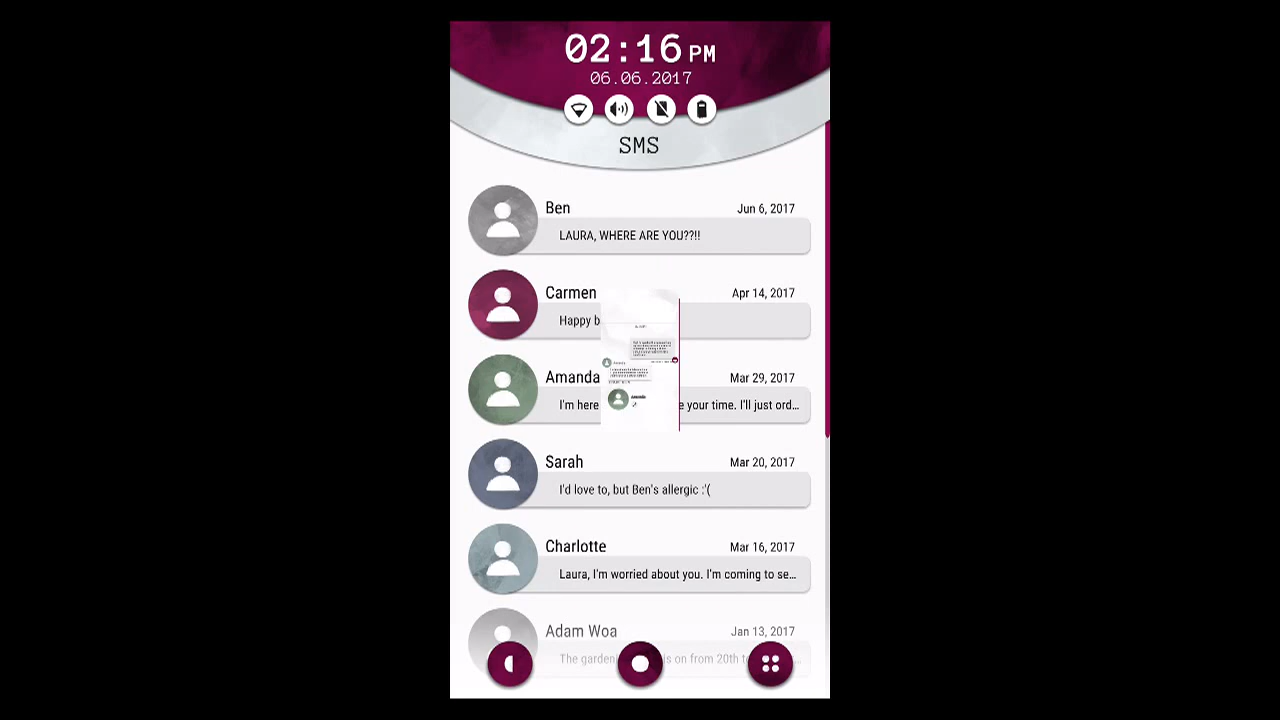 02:16 PM
06.06.2017
SMS
Ben Jun 6, 2017
LAURA, WHERE ARE YOU??!!
Carmen Apr 14, 2017
Happy b
Amanda Mar 29, 2017
I'm here e your time. I'll just ord...
Sarah Mar 20, 2017
I'd love to, but Ben's allergic :'(
Charlotte Mar 16, 2017
Laura, I'm worried about you. I'm coming to se...
Adam Woa Jan 13, 2017
The garden is on from 20th t